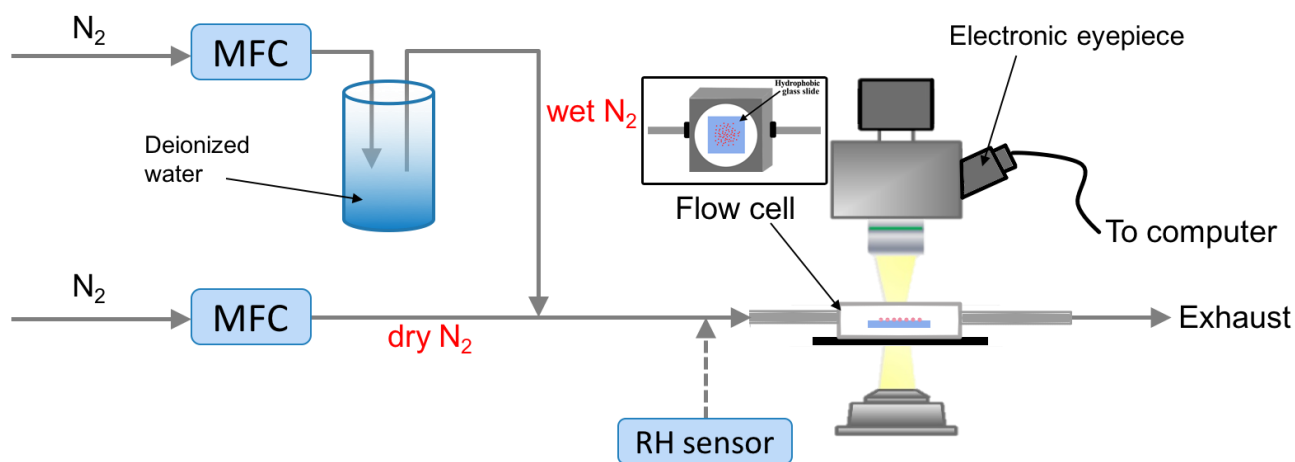 N₂
MFC
Electronic eyepiece
Hydrophobic
glass slide
wet N₂
Deionized
water
Flow cell
To computer
N₂
MFC
dry N₂
Exhaust
RH sensor